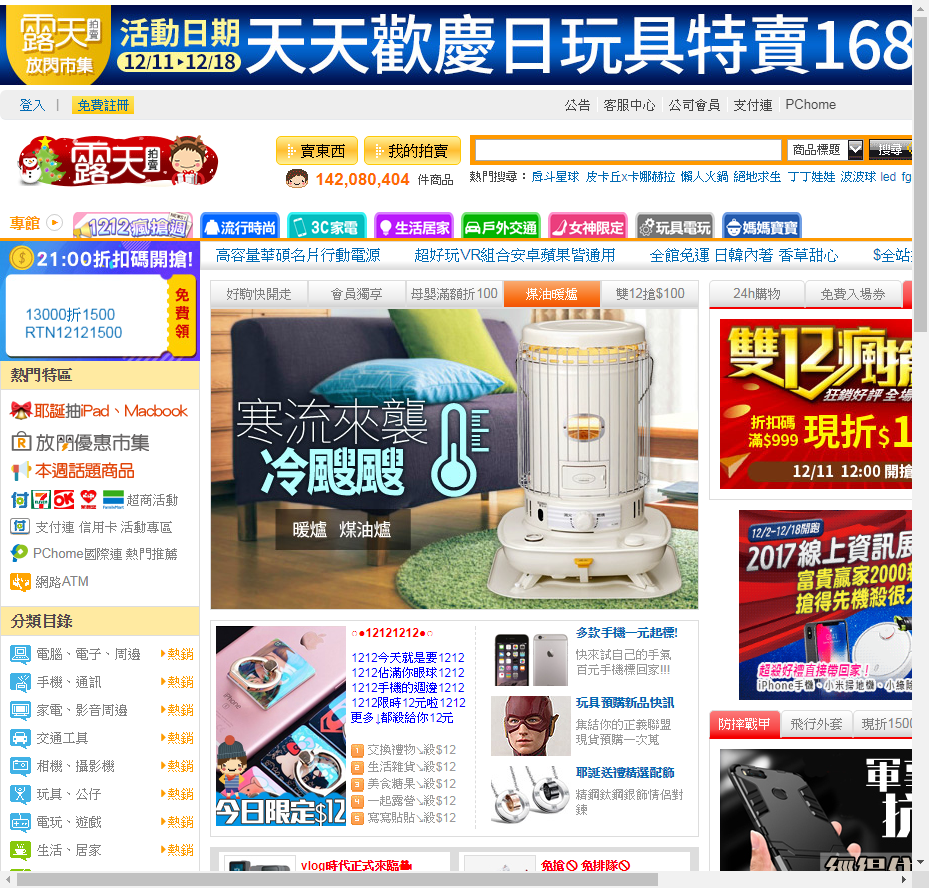 露天拍賣
放閃市集
活動日期
12/11▸12/18
天天歡慶日玩具特賣168
登入 | 免費註冊
公告 客服中心 公司會員 支付連 PChome
露天拍賣
賣東西 我的拍賣
商品標題 搜尋
142,080,404 件商品
熱門搜尋： 戽斗星球 皮卡丘x卡娜赫拉 懶人火鍋 絕地求生 丁丁娃娃 波波球 led fg
專館 1212瘋搶週 流行時尚 3C家電 生活居家 戶外交通 女神限定 玩具電玩 媽媽寶寶
$ 21:00折扣碼開搶!
高容量華碩名片行動電源 超好玩VR組合安卓蘋果皆適用 全館免運 日韓內著 香草甜心 $全站
13000折1500
RTN12121500
免費領
好駒快開走 會員獨享 母嬰滿額折100 煤油暖爐 雙12搶$100
24h購物 免費入場券
熱門特區
耶誕抽iPad、Macbook
放閃優惠市集
本週話題商品
超商活動
支付連 信用卡 活動專區
PChome國際連 熱門推薦
網路ATM
寒流來襲
冷颼颼
暖爐 煤油爐
雙12瘋搶
狂銷好評 全場
折扣碼
滿$999
現折$1
12/11 12:00 開搶
12/2~12/18開跑
2017線上資訊展
富貴贏家2000
搶得先機殺很大
超殺好禮直接帶回家!
iPhone手機、小米掃地機、小綠除
分類目錄
電腦、電子、周邊 熱銷
手機、通訊 熱銷
家電、影音周邊 熱銷
交通工具 熱銷
相機、攝影機 熱銷
玩具、公仔 熱銷
電玩、遊戲 熱銷
生活、居家 熱銷
今日限定$12
○●12121212●○
1212今天就是要1212
1212佔滿你眼球1212
1212手機的週邊1212
1212限時12元啦1212
更多↓都殺給你12元
1 交換禮物↘殺$12
2 生活雜貨↘殺$12
3 美食糖果↘殺$12
4 一起露營↘殺$12
5 寫寫貼貼↘殺$12
多款手機一元起標!
快來試自己的手氣
百元手機標回家!!!
玩具預購新品快訊
集結你的正義聯盟
現貨預購一次蒐
耶誕送禮精選配飾
精鋼鈦鋼銀飾情侶對
鍊
防撞戰甲 飛行外套 現折1500
軍
抗
vlog時代正式來臨
免搶 免排隊